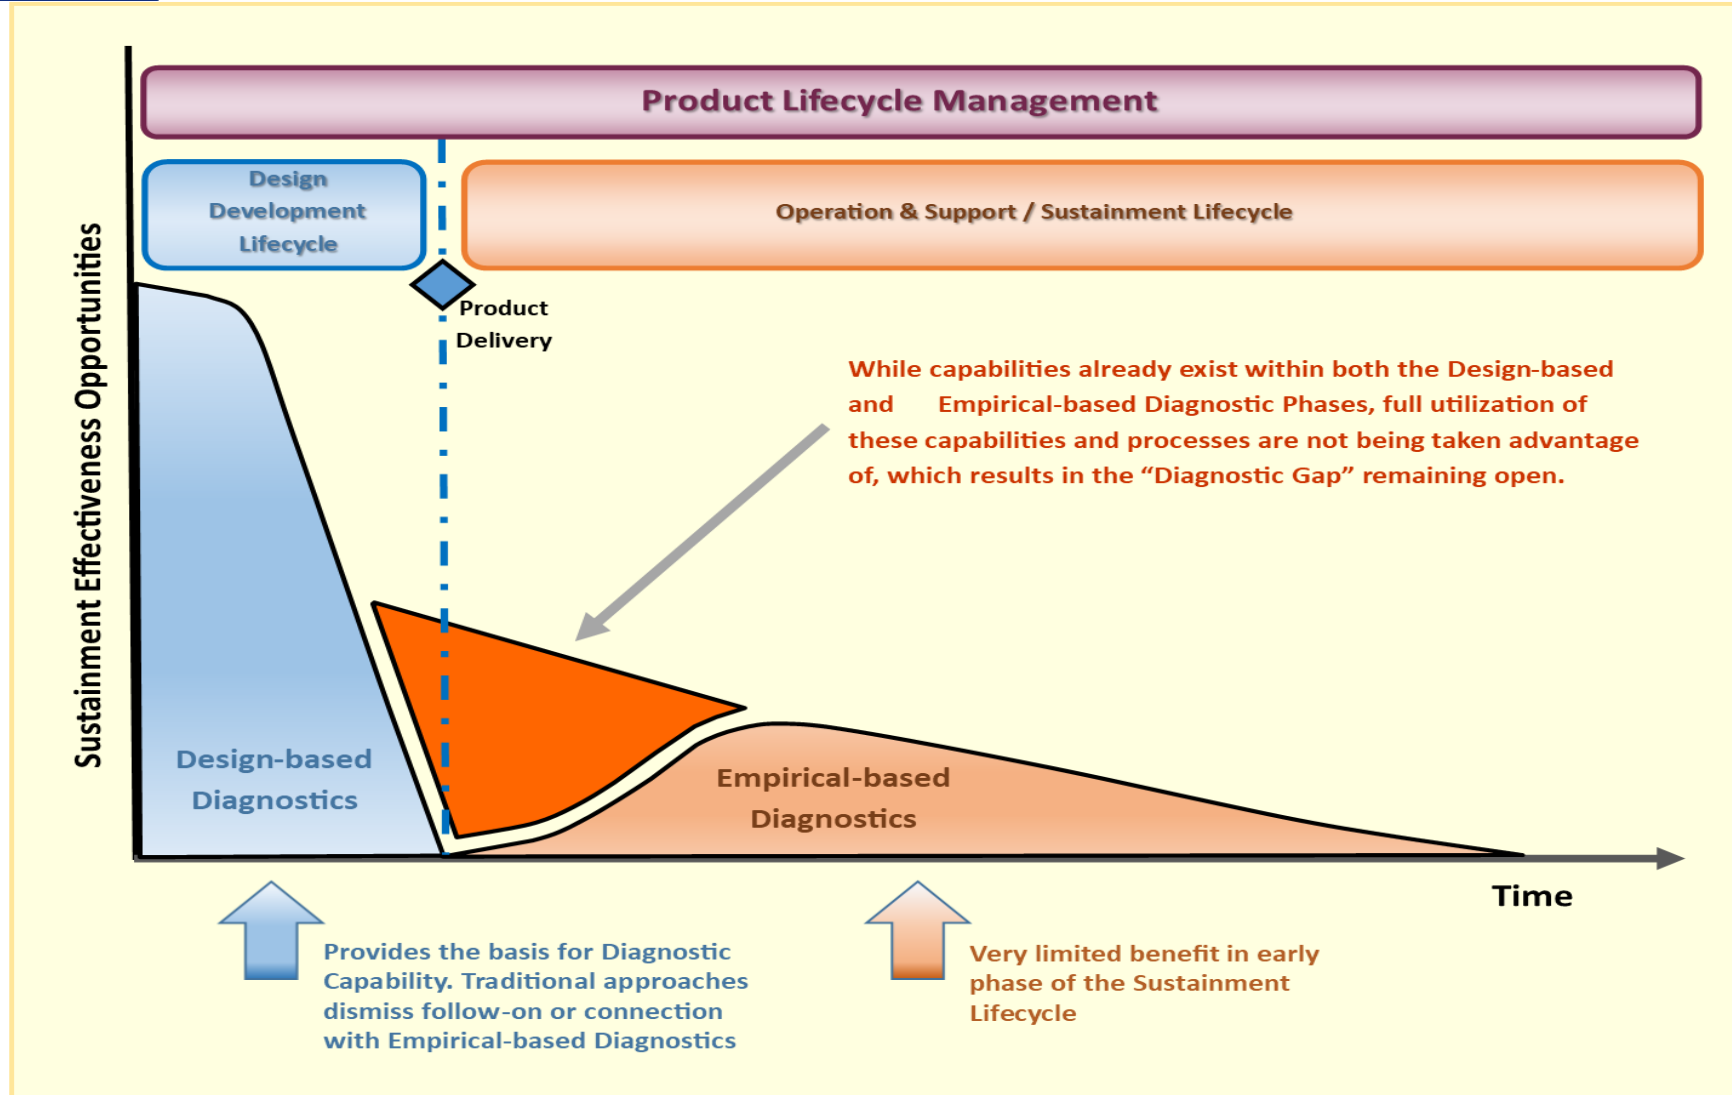 Product Lifecycle Management
Design
Development
Lifecycle
Operation & Support / Sustainment Lifecycle
Product
Delivery
Sustainment Effectiveness Opportunities
While capabilities already exist within both the Design-based
and Empirical-based Diagnostic Phases, full utilization of
these capabilities and processes are not being taken advantage
of, which results in the “Diagnostic Gap” remaining open.
Design-based
Diagnostics
Empirical-based
Diagnostics
Time
Provides the basis for Diagnostic
Capability. Traditional approaches
dismiss follow-on or connection
with Empirical-based Diagnostics
Very limited benefit in early
phase of the Sustainment
Lifecycle